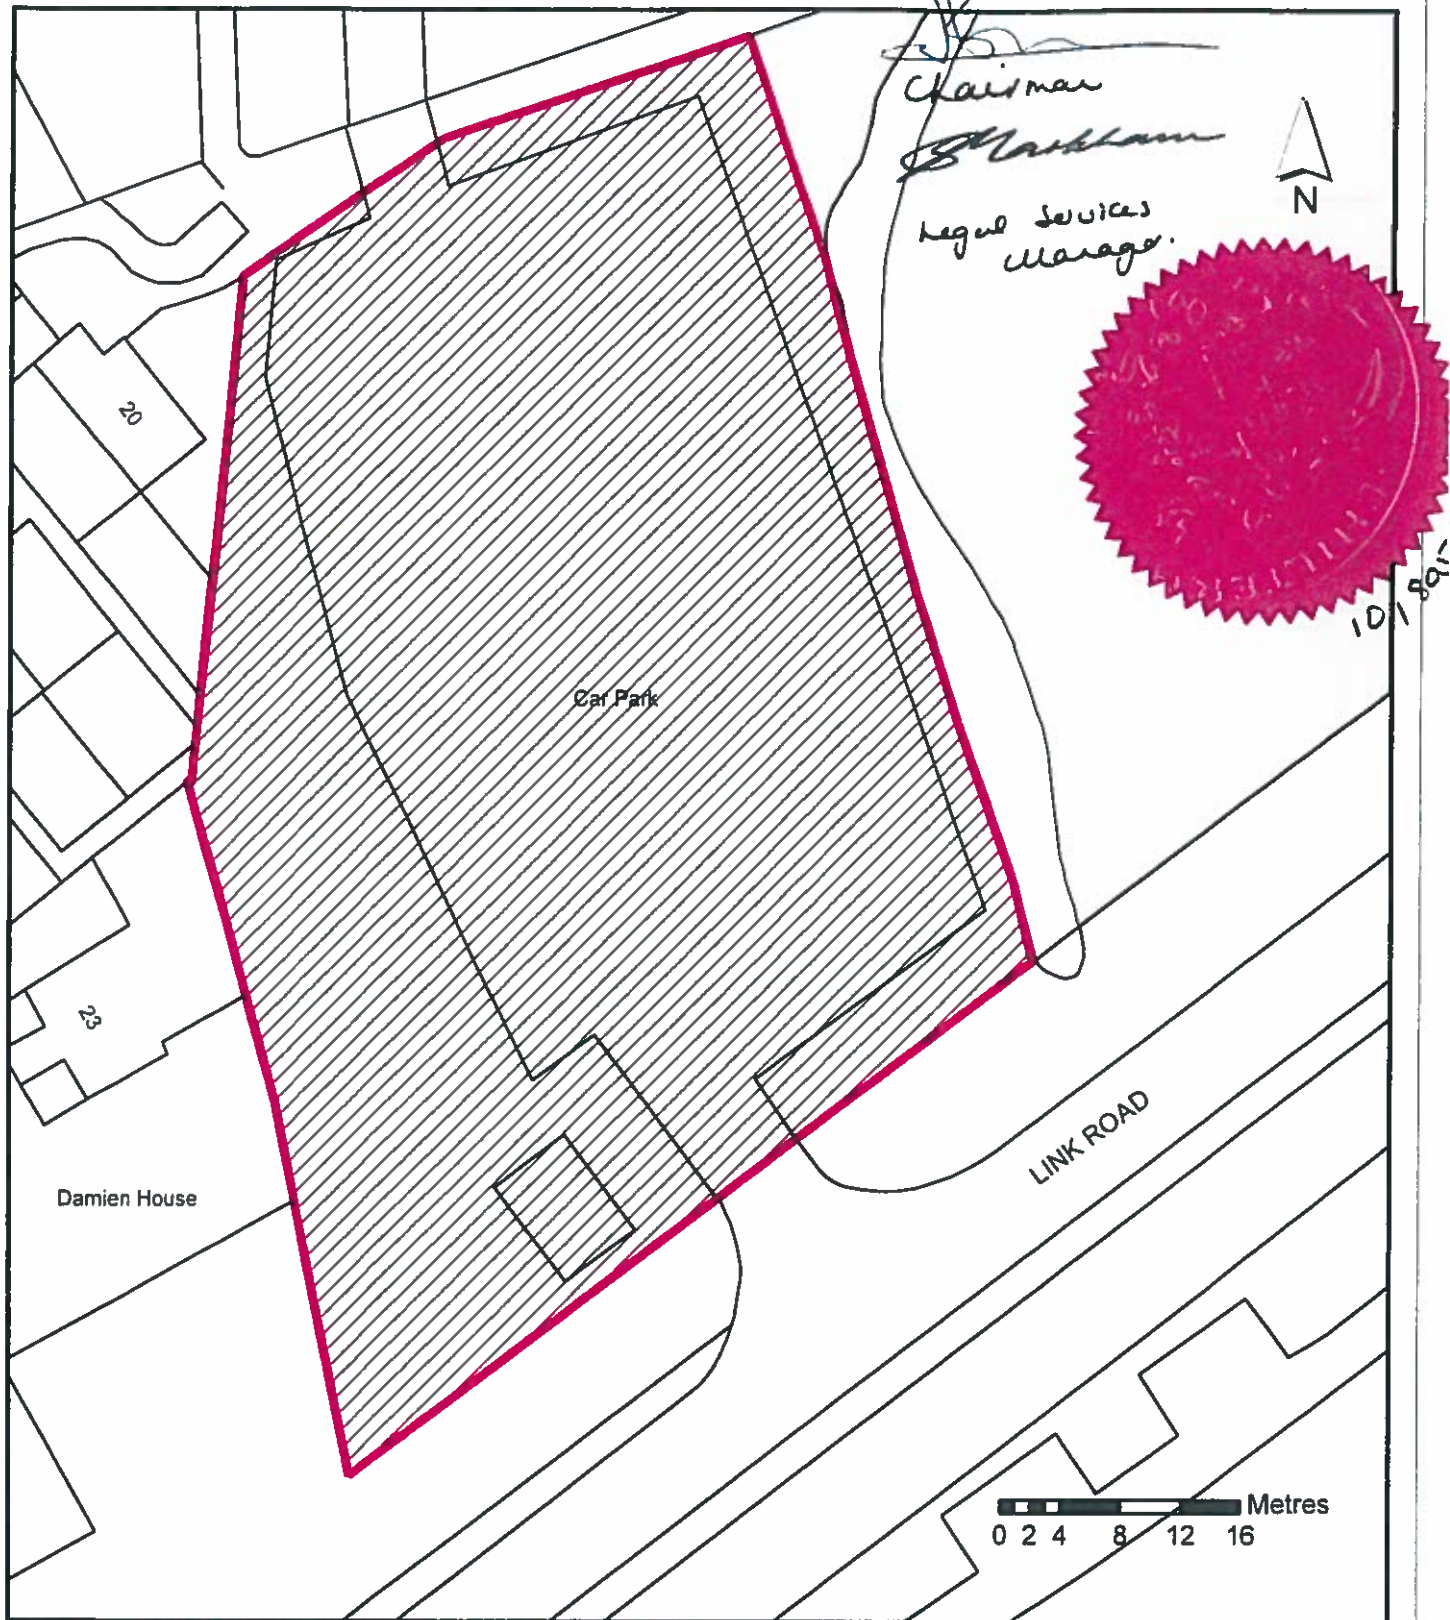 Chairman
Legal Services
Manager.
N
20
Car Park
23
Damien House
LINK ROAD
Metres
0 2 4 8 12 16